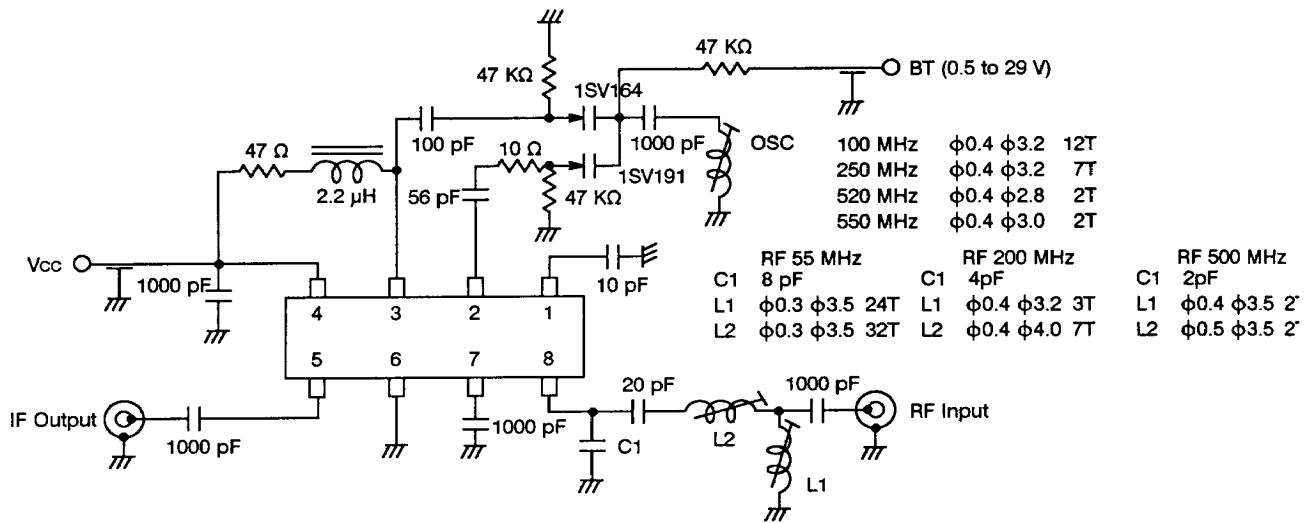 47 KΩ
BT (0.5 to 29 V)
47 KΩ
1SV164
100 pF
1000 pF
OSC
47 Ω
10 Ω
1SV191
2.2 μH
56 pF
47 KΩ
100 MHz ϕ0.4 ϕ3.2 12T
250 MHz ϕ0.4 ϕ3.2 7T
520 MHz ϕ0.4 ϕ2.8 2T
550 MHz ϕ0.4 ϕ3.0 2T
Vcc
1000 pF
10 pF
RF 55 MHz RF 200 MHz RF 500 MHz
C1 8 pF C1 4pF C1 2pF
L1 ϕ0.3 ϕ3.5 24T L1 ϕ0.4 ϕ3.2 3T L1 ϕ0.4 ϕ3.5
L2 ϕ0.3 ϕ3.5 32T L2 ϕ0.4 ϕ4.0 7T L2 ϕ0.5 ϕ3.5
4 3 2 1
5 6 7 8
IF Output
1000 pF
1000 pF
C1
20 pF
L2
1000 pF
RF Input
L1